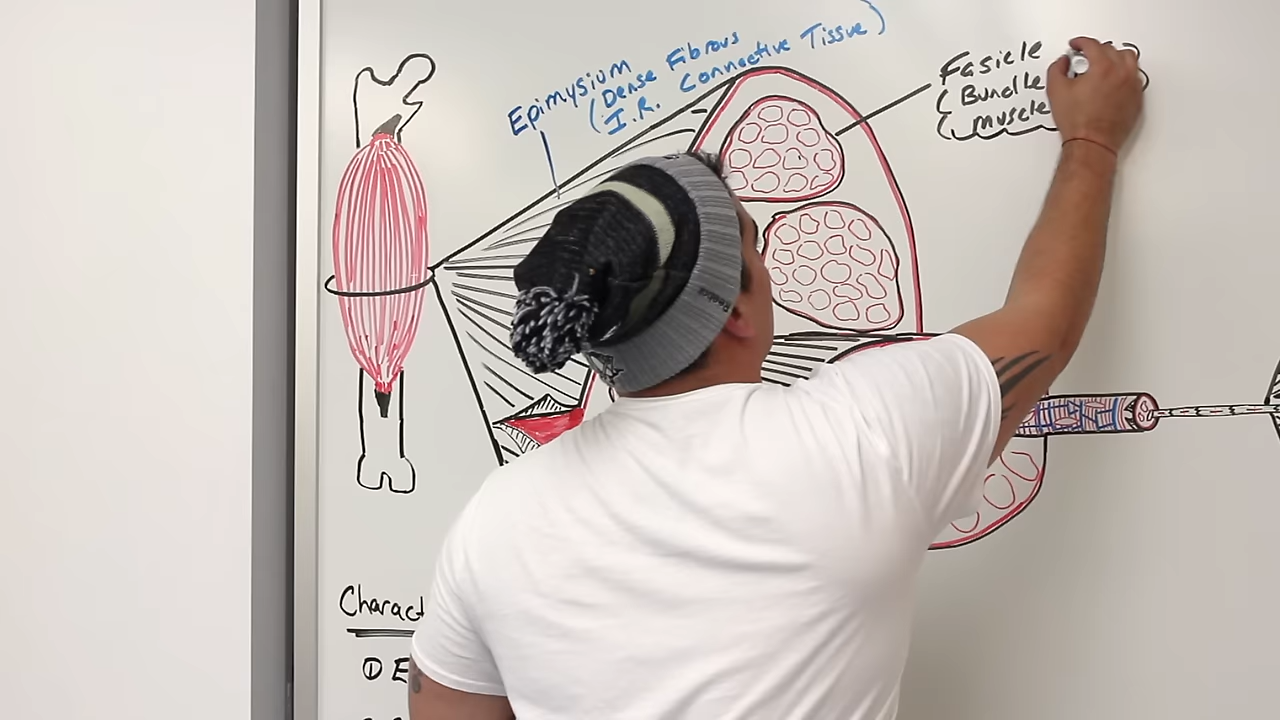 Epimysium
(Dense Fibrous
I.R. Connective Tissue)
Fasicle
(Bundle
muscle
Charact
① E